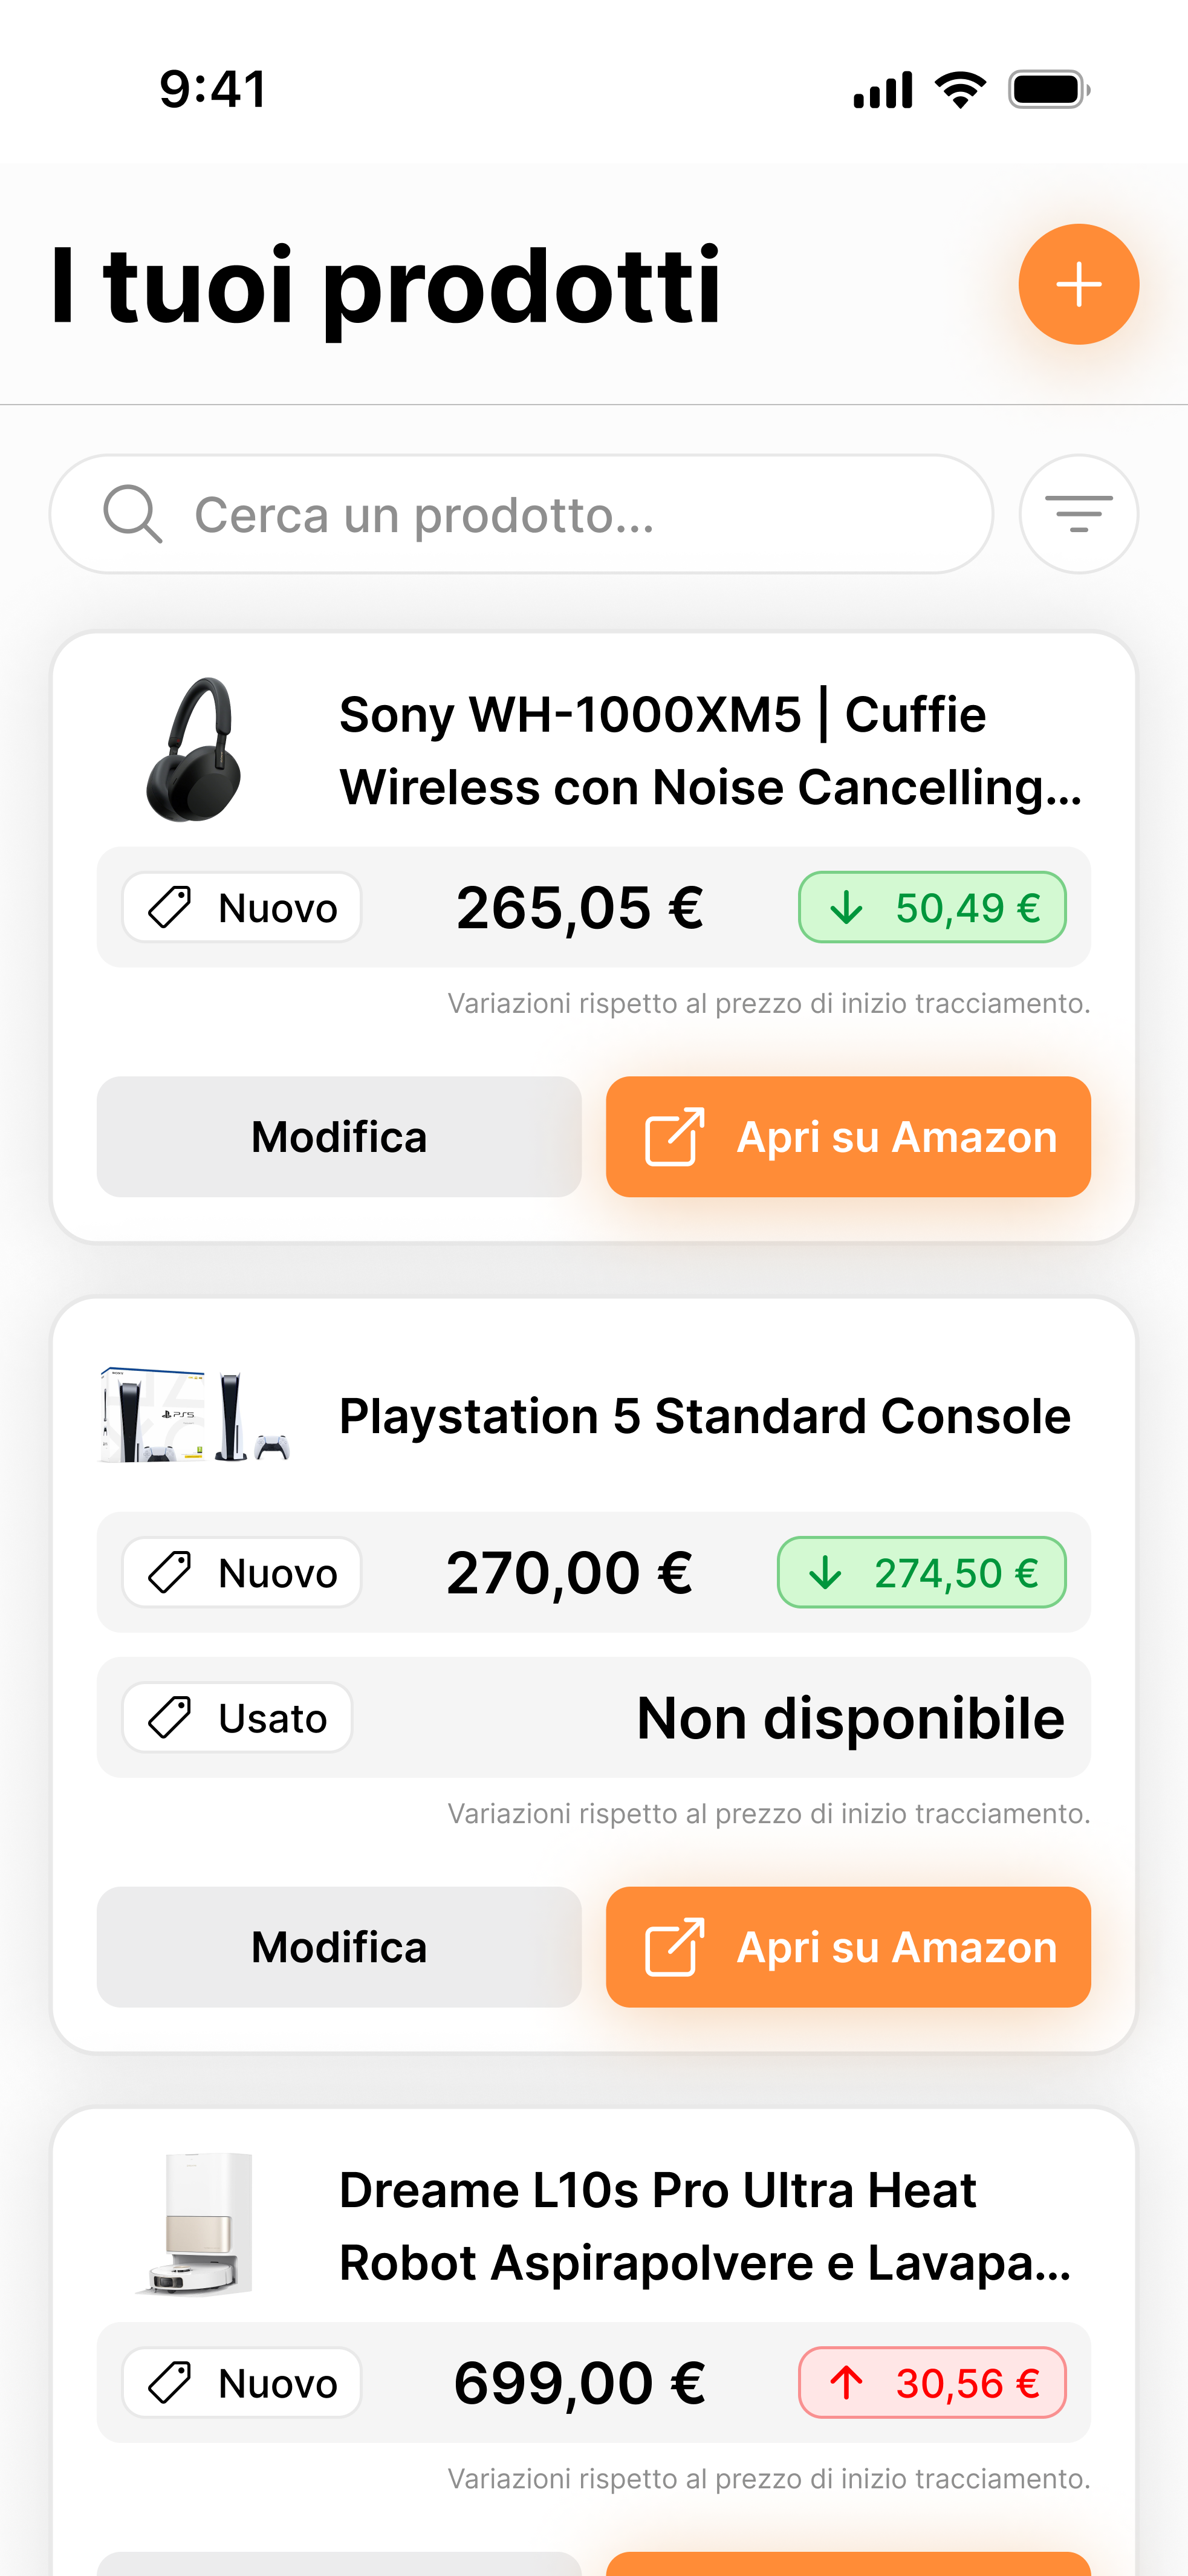 9:41
I tuoi prodotti
Cerca un prodotto...
Sony WH-1000XM5 | Cuffie
Wireless con Noise Cancelling...
Nuovo
265,05 €
50,49 €
Variazioni rispetto al prezzo di inizio tracciamento.
Modifica
Apri su Amazon
PS5
Playstation 5 Standard Console
Nuovo
270,00 €
274,50 €
Usato
Non disponibile
Variazioni rispetto al prezzo di inizio tracciamento.
Modifica
Apri su Amazon
Dreame L10s Pro Ultra Heat
Robot Aspirapolvere e Lavapa...
Nuovo
699,00 €
30,56 €
Variazioni rispetto al prezzo di inizio tracciamento.